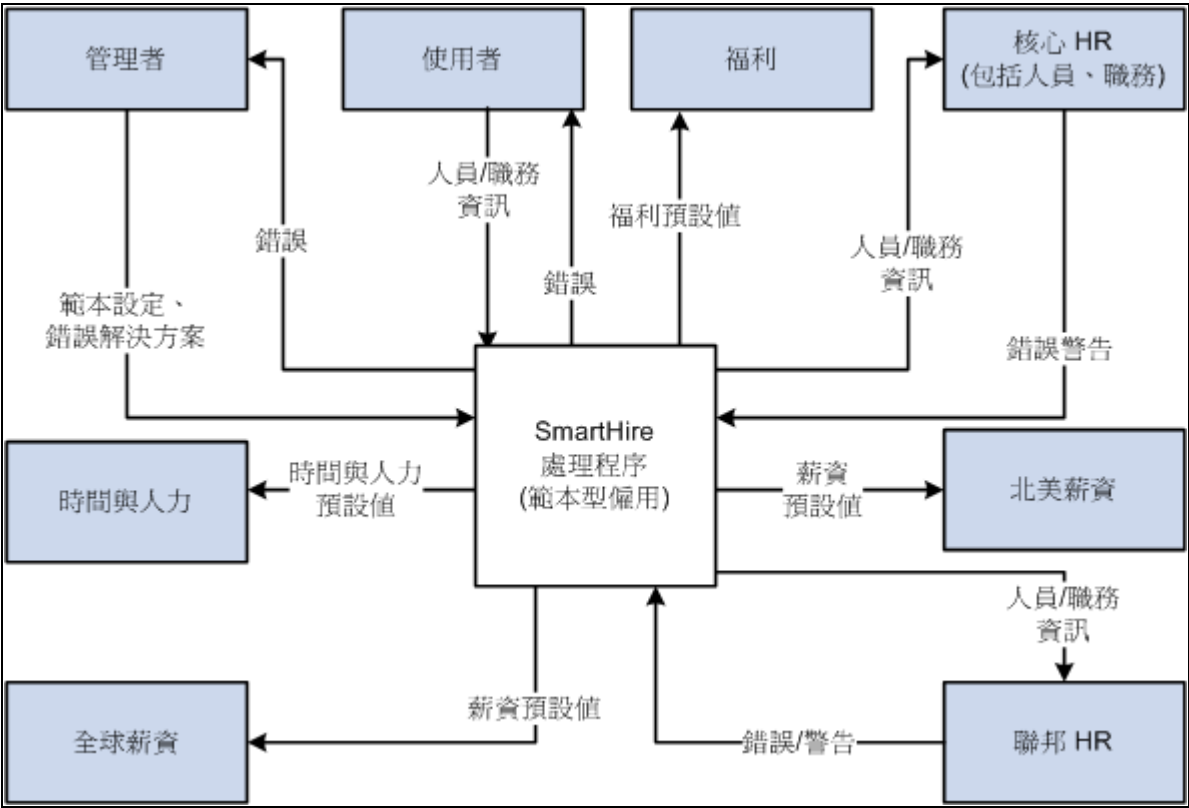 管理者
使用者
福利
核心 HR
(包括人員、職務)
人員/職務
資訊
福利預設值
錯誤
人員/職務
資訊
錯誤
範本設定、
錯誤解決方案
錯誤警告
SmartHire
處理程序
(範本型僱用)
時間與人力
時間與人力
預設值
薪資
預設值
北美薪資
人員/職務
資訊
全球薪資
薪資預設值
錯誤/警告
聯邦 HR